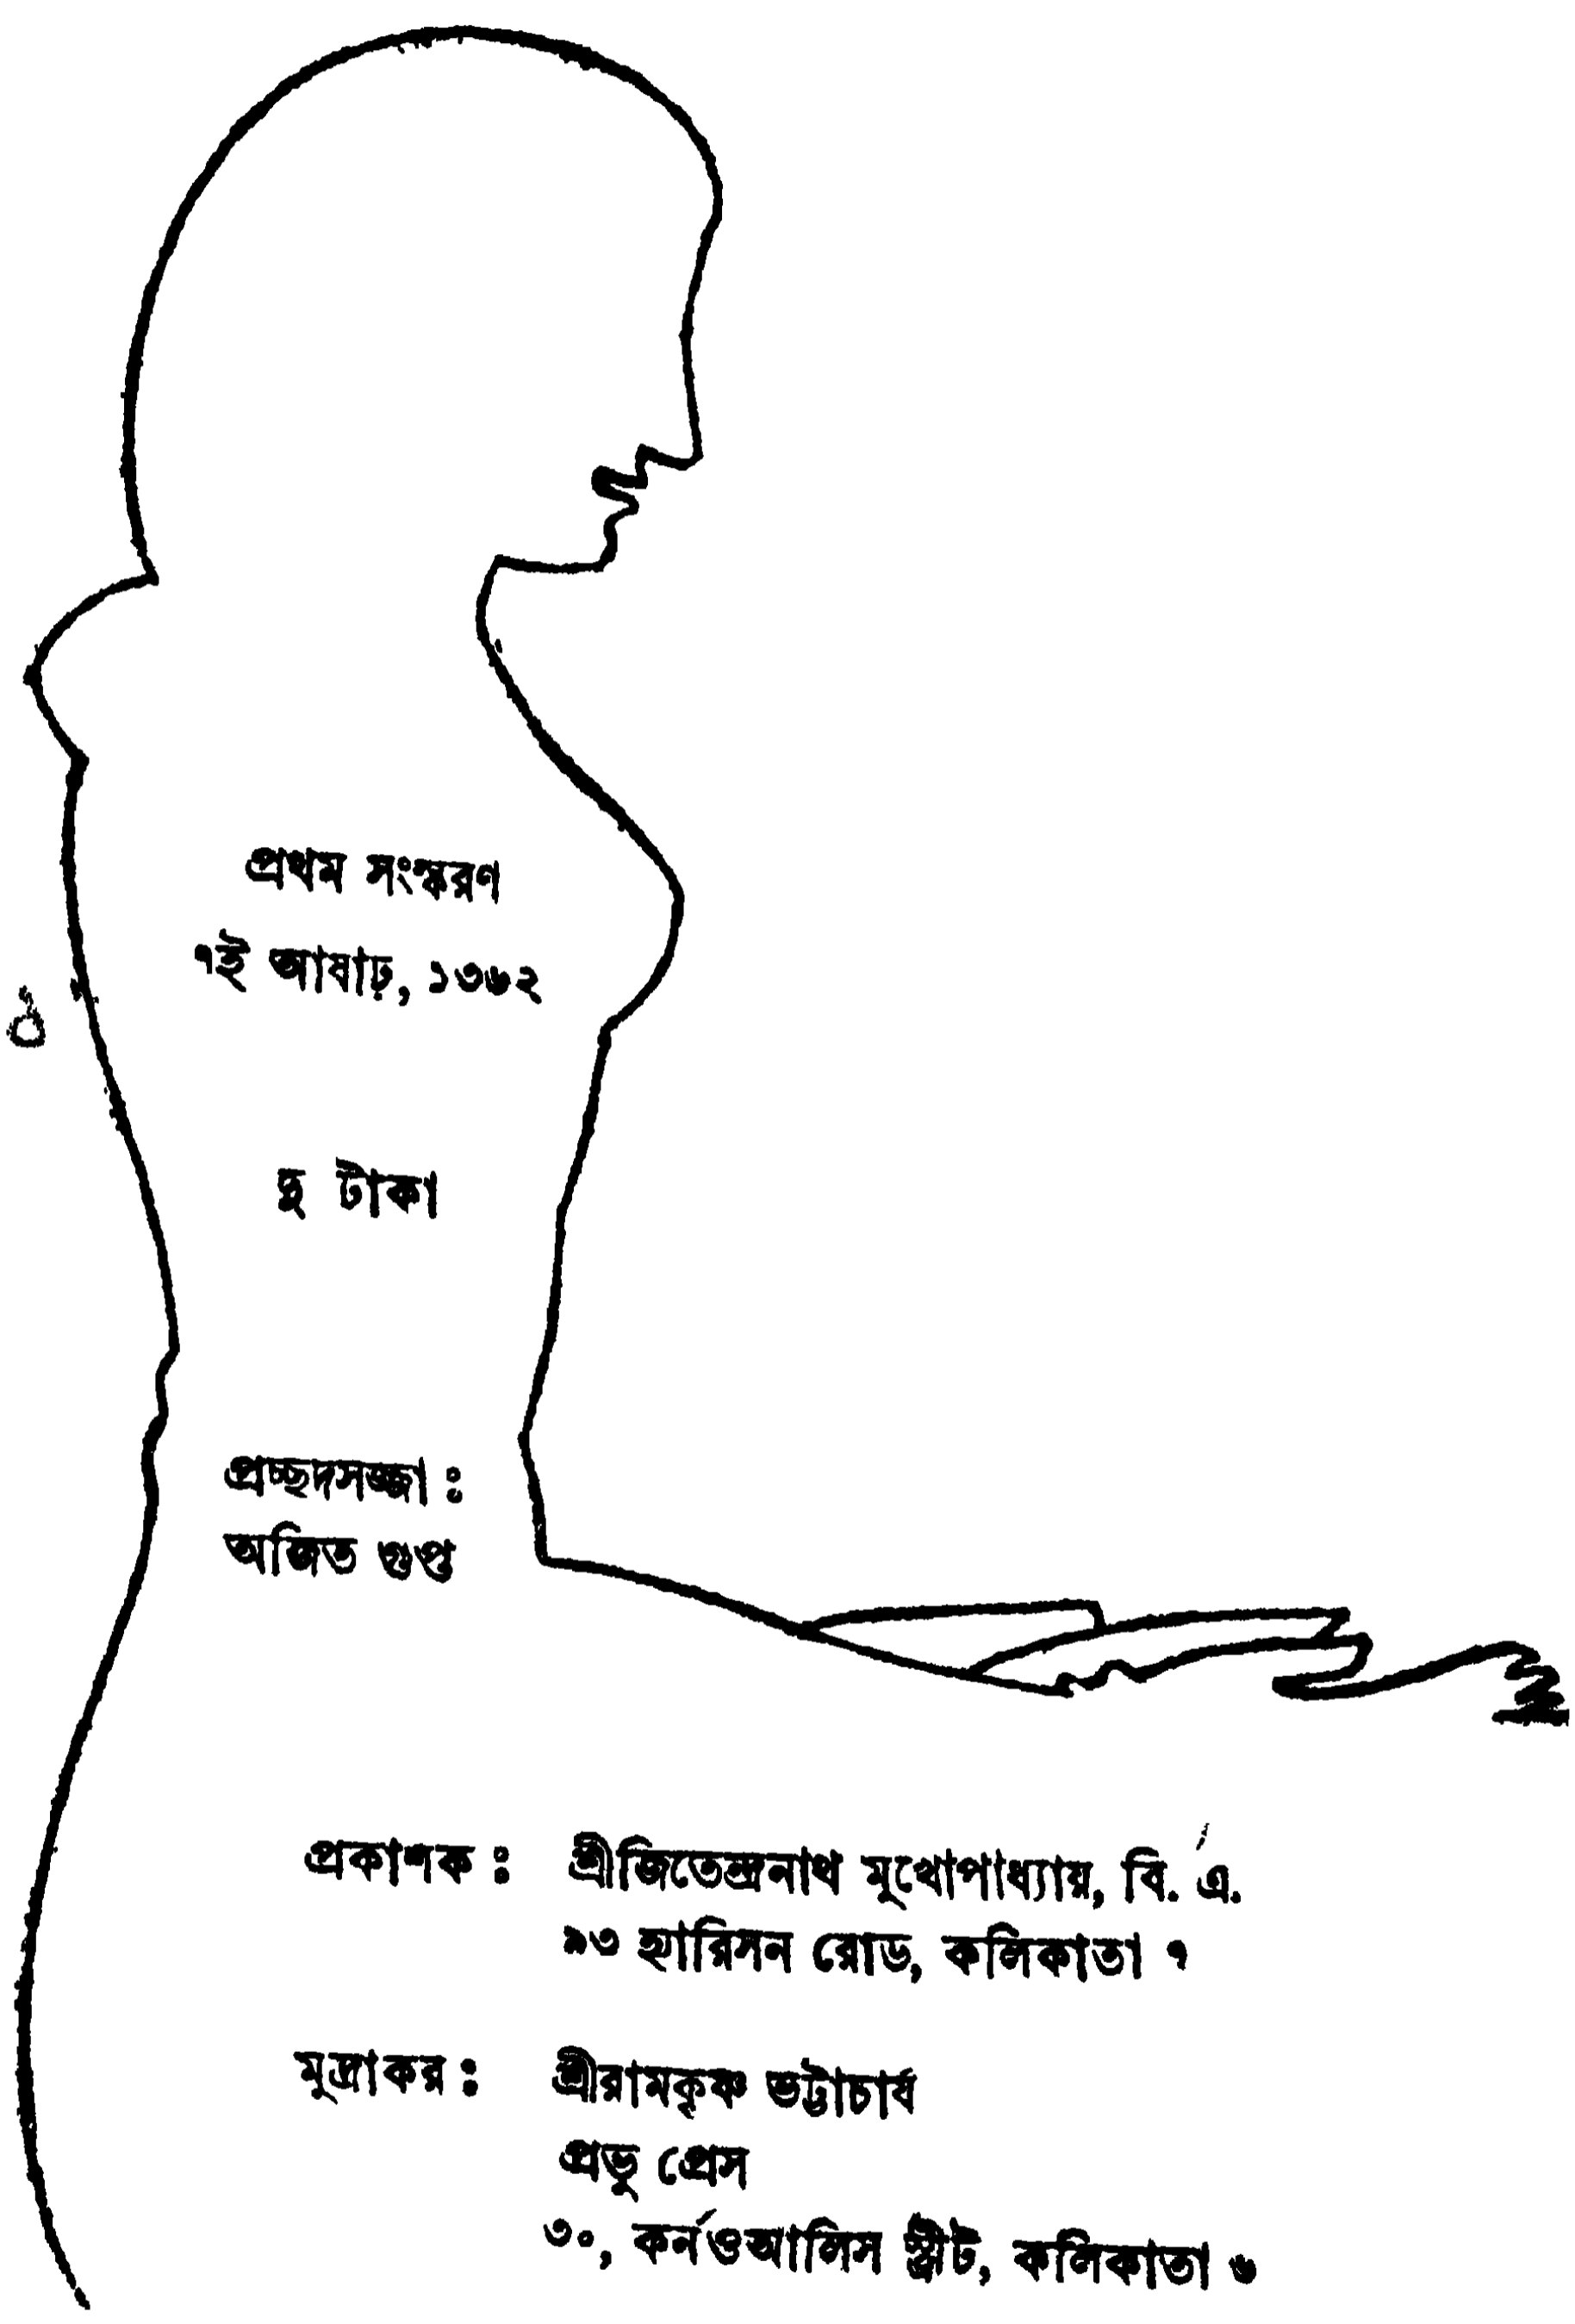 প্রথম সংস্করণ
৭ই আষাঢ়, ১৩৬২
দু টাকা
প্রচ্ছদসজ্জা :
অজিত গুপ্ত
প্রকাশক : শ্রীজিতেন্দ্রনাথ মুখোপাধ্যায়, বি. এ.
৯৩ হ্যারিসন রোড, কলিকাতা ৭
মুদ্রাকর : শ্রীরামকৃষ্ণ ভট্টাচার্য
প্রভু প্রেস
৩০, কর্নওআলিস স্ট্রীট, কলিকাতা ৬